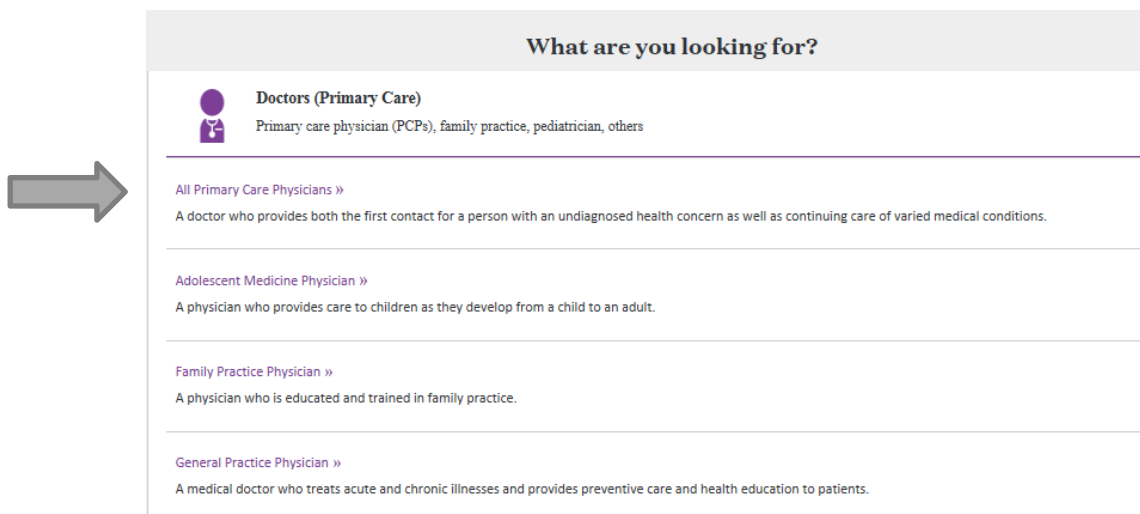 What are you looking for?
Doctors (Primary Care)
Primary care physician (PCPs), family practice, pediatrician, others
All Primary Care Physicians »
A doctor who provides both the first contact for a person with an undiagnosed health concern as well as continuing care of varied medical conditions.
Adolescent Medicine Physician »
A physician who provides care to children as they develop from a child to an adult.
Family Practice Physician »
A physician who is educated and trained in family practice.
General Practice Physician »
A medical doctor who treats acute and chronic illnesses and provides preventive care and health education to patients.